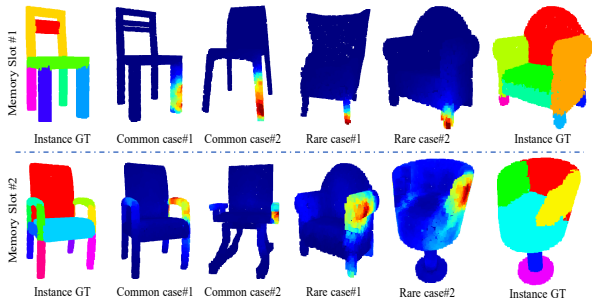 Memory Slot #1
Instance GT
Common case#1
Common case#2
Rare case#1
Rare case#2
Instance GT
Memory Slot #2
Instance GT
Common case#1
Common case#2
Rare case#1
Rare case#2
Instance GT